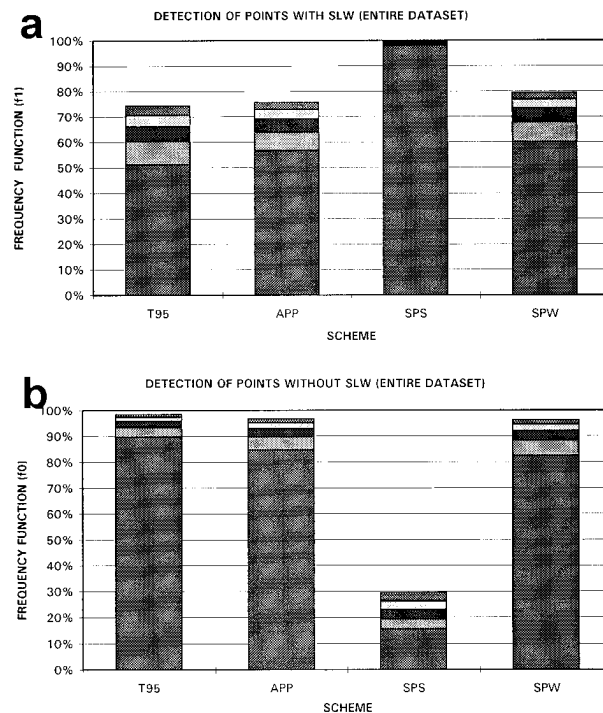 a
DETECTION OF POINTS WITH SLW (ENTIRE DATASET)
FREQUENCY FUNCTION (f1)
100%
90%
80%
70%
60%
50%
40%
30%
20%
10%
0%
T95 APP SPS SPW
SCHEME
b
DETECTION OF POINTS WITHOUT SLW (ENTIRE DATASET)
FREQUENCY FUNCTION (f0)
100%
90%
80%
70%
60%
50%
40%
30%
20%
10%
0%
T95 APP SPS SPW
SCHEME